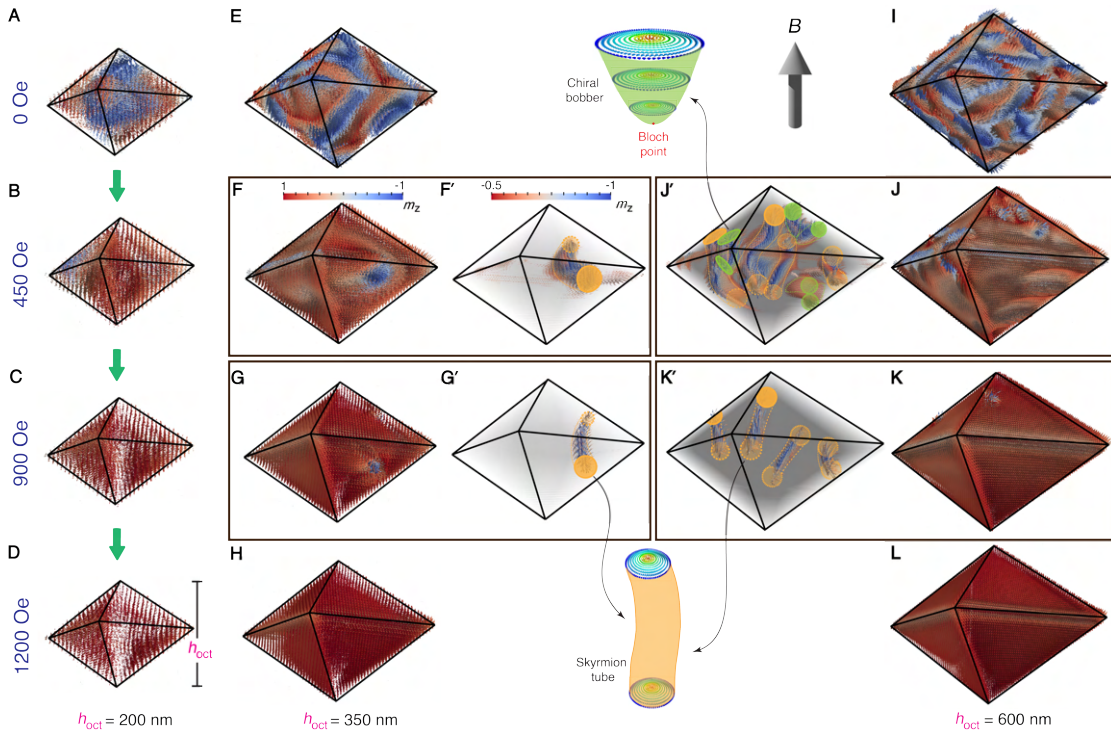 A
E
I
B
0 Oe
Chiral
bobber
Bloch
point
B
F
1
-1
mz
F′
-0.5
-1
mz
J′
J
450 Oe
C
G
G′
K′
K
900 Oe
D
H
L
1200 Oe
hoct
Skyrmion
tube
hoct = 200 nm
hoct = 350 nm
hoct = 600 nm